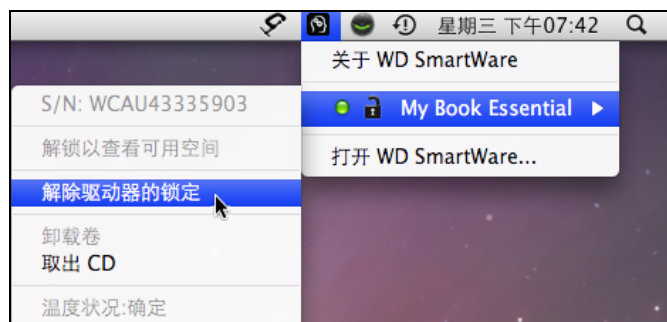 星期三 下午07:42
关于 WD SmartWare
My Book Essential
打开 WD SmartWare...
S/N: WCAU43335903
解锁以查看可用空间
解除驱动器的锁定
卸载卷
取出 CD
温度状况:确定